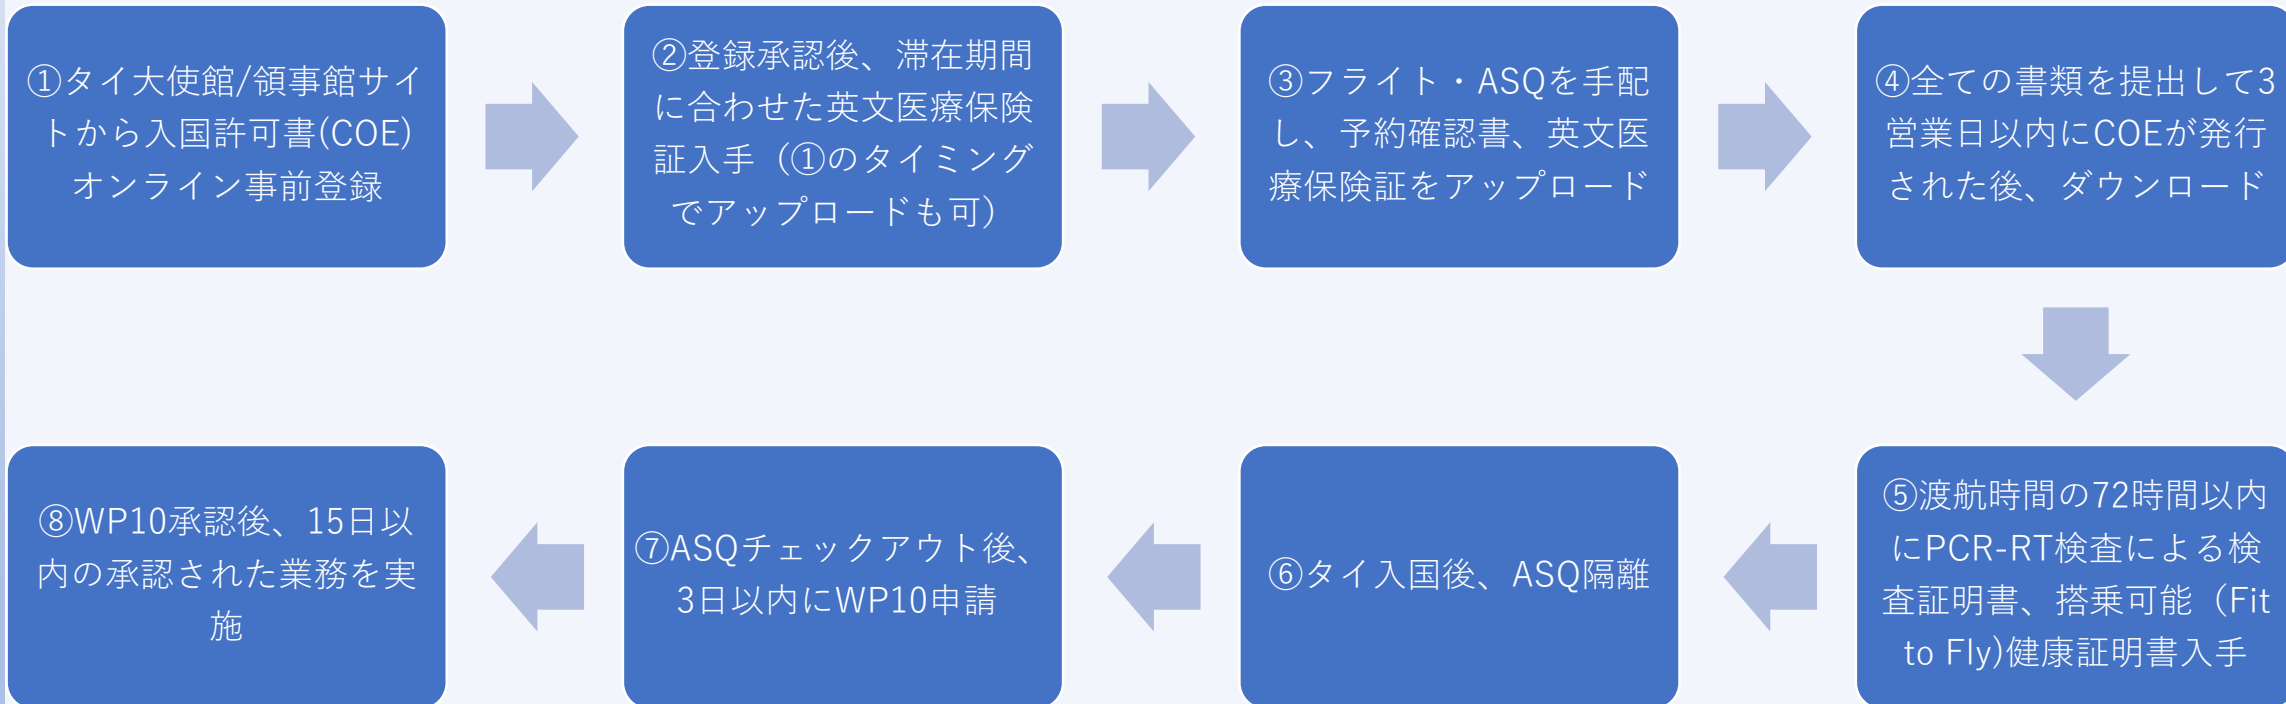 ①タイ大使館/領事館サイ
トから入国許可書(COE)
オンライン事前登録
②登録承認後、滞在期間
に合わせた英文医療保険
証入手（①のタイミング
でアップロードも可）
③フライト・ASQを手配
し、予約確認書、英文医
療保険証をアップロード
④全ての書類を提出して3
営業日以内にCOEが発行
された後、ダウンロード
⑤渡航時間の72時間以内
にPCR-RT検査による検
査証明書、搭乗可能（Fit
to Fly)健康証明書入手
⑥タイ入国後、ASQ隔離
⑦ASQチェックアウト後、
3日以内にWP10申請
⑧WP10承認後、15日以
内の承認された業務を実
施